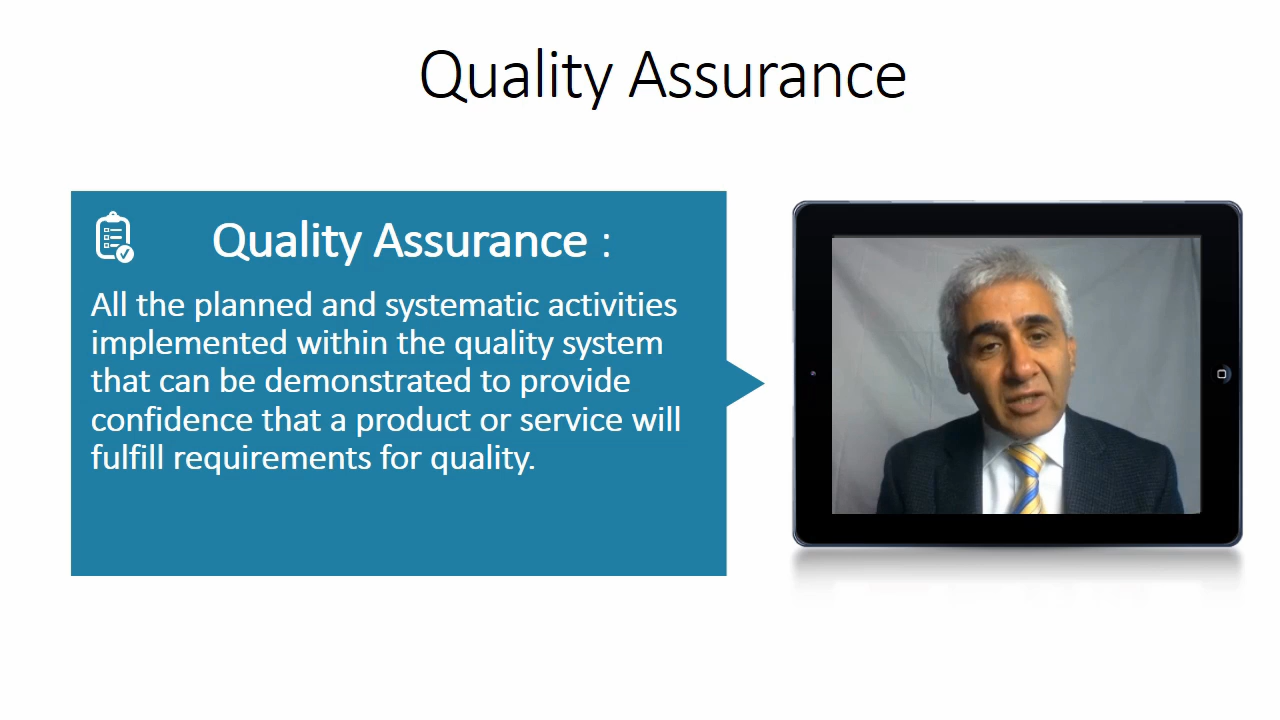 Quality Assurance
Quality Assurance :
All the planned and systematic activities
implemented within the quality system
that can be demonstrated to provide
confidence that a product or service will
fulfill requirements for quality.